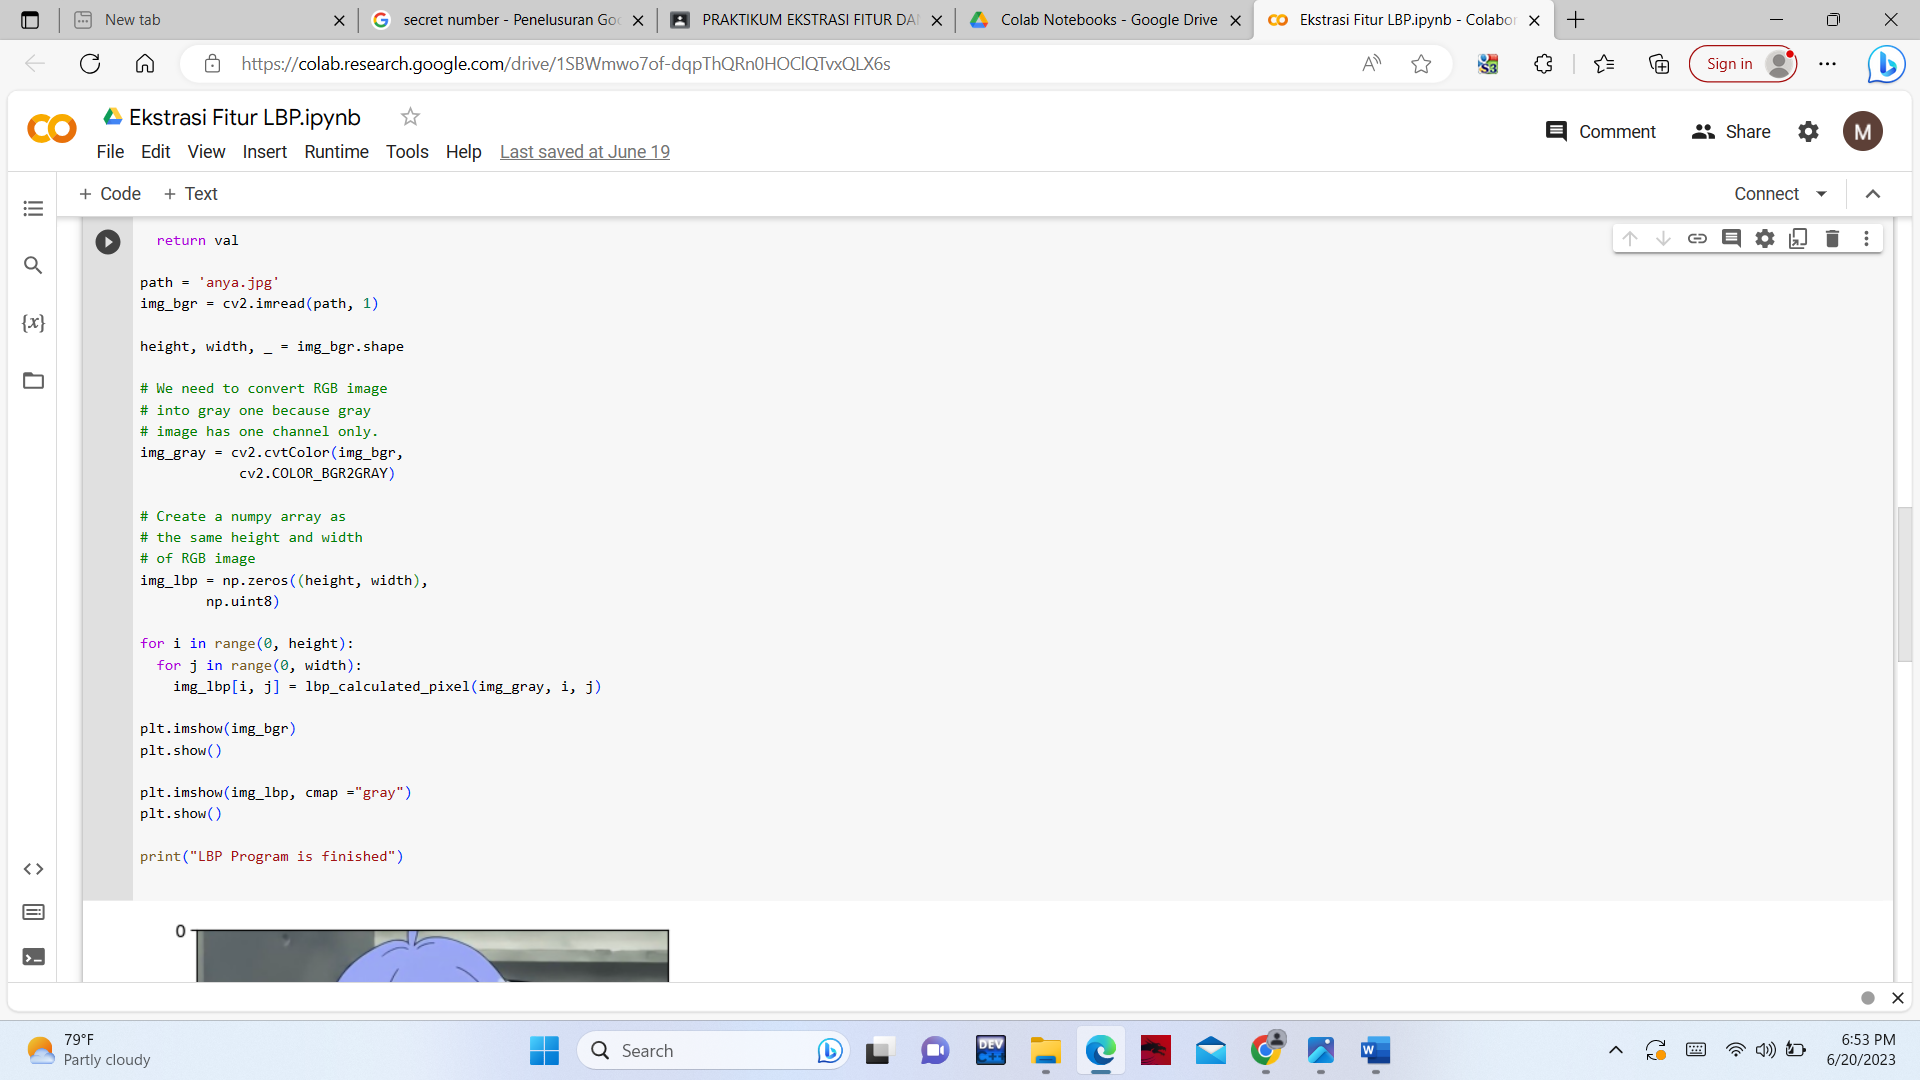 New tab
secret number - Penelusuran Goo
PRAKTIKUM EKSTRASI FITUR DA
Colab Notebooks - Google Drive
Ekstrasi Fitur LBP.ipynb - Colabor
https://colab.research.google.com/drive/1SBWmwo7of-dqpThQRn0HOClQTvxQLX6s
Sign in
Ekstrasi Fitur LBP.ipynb
Comment
Share
M
File Edit View Insert Runtime Tools Help Last saved at June 19
+ Code + Text
Connect
return val
path = 'anya.jpg'
img_bgr = cv2.imread(path, 1)
height, width, _ = img_bgr.shape
# We need to convert RGB image
# into gray one because gray
# image has one channel only.
img_gray = cv2.cvtColor(img_bgr,
cv2.COLOR_BGR2GRAY)
# Create a numpy array as
# the same height and width
# of RGB image
img_lbp = np.zeros((height, width),
np.uint8)
for i in range(0, height):
for j in range(0, width):
img_lbp[i, j] = lbp_calculated_pixel(img_gray, i, j)
plt.imshow(img_bgr)
plt.show()
plt.imshow(img_lbp, cmap ="gray")
plt.show()
print("LBP Program is finished")
0
79°F
Partly cloudy
Search
DEV C++
6:53 PM
6/20/2023